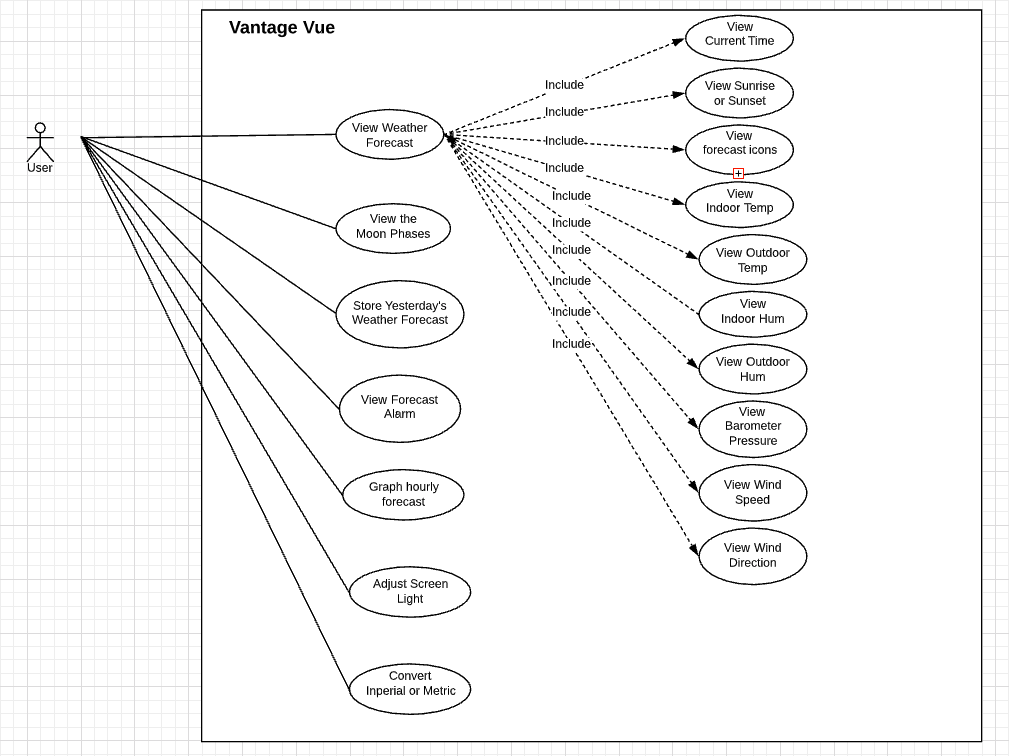 Vantage Vue
User
View Weather
Forecast
View the
Moon Phases
Store Yesterday's
Weather Forecast
View Forecast
Alarm
Graph hourly
forecast
Adjust Screen
Light
Convert
Inperial or Metric
Include
Include
Include
Include
Include
Include
Include
Include
Include
Include
View
Current Time
View Sunrise
or Sunset
View
forecast icons
View
Indoor Temp
View Outdoor
Temp
View
Indoor Hum
View Outdoor
Hum
View
Barometer
Pressure
View Wind
Speed
View Wind
Direction